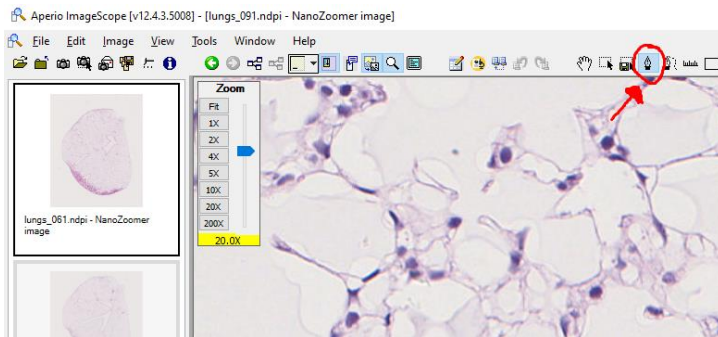 Aperio ImageScope [v12.4.3.5008] - [lungs_091.ndpi - NanoZoomer image]
File Edit Image View Tools Window Help
Zoom
Fit
1X
2X
4X
5X
10X
20X
200X
20.0X
lungs_061.ndpi - NanoZoomer
image